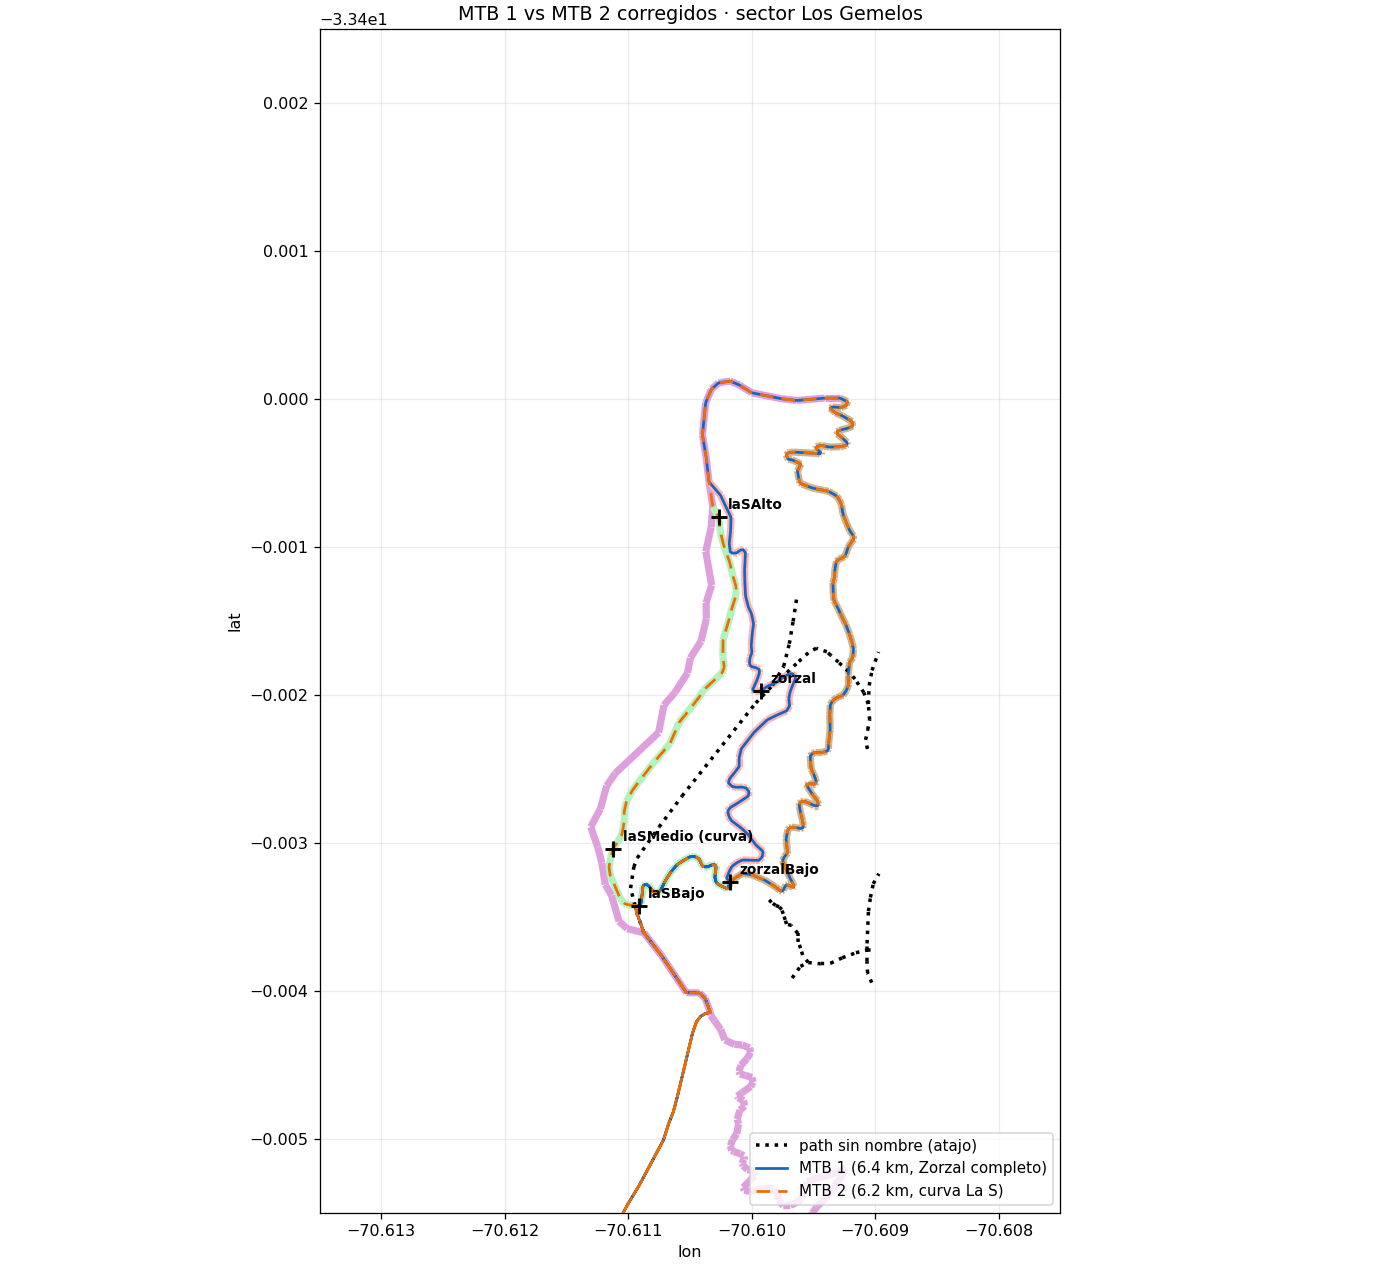 MTB 1 vs MTB 2 corregidos · sector Los Gemelos
−3.34e1
0.002
0.001
0.000
laSAlto
−0.001
lat
zorzal
−0.002
laSMedio (curva)
−0.003
zorzalBajo
laSBajo
−0.004
−0.005
path sin nombre (atajo)
MTB 1 (6.4 km, Zorzal completo)
MTB 2 (6.2 km, curva La S)
−70.613 −70.612 −70.611 −70.610 −70.609 −70.608
lon